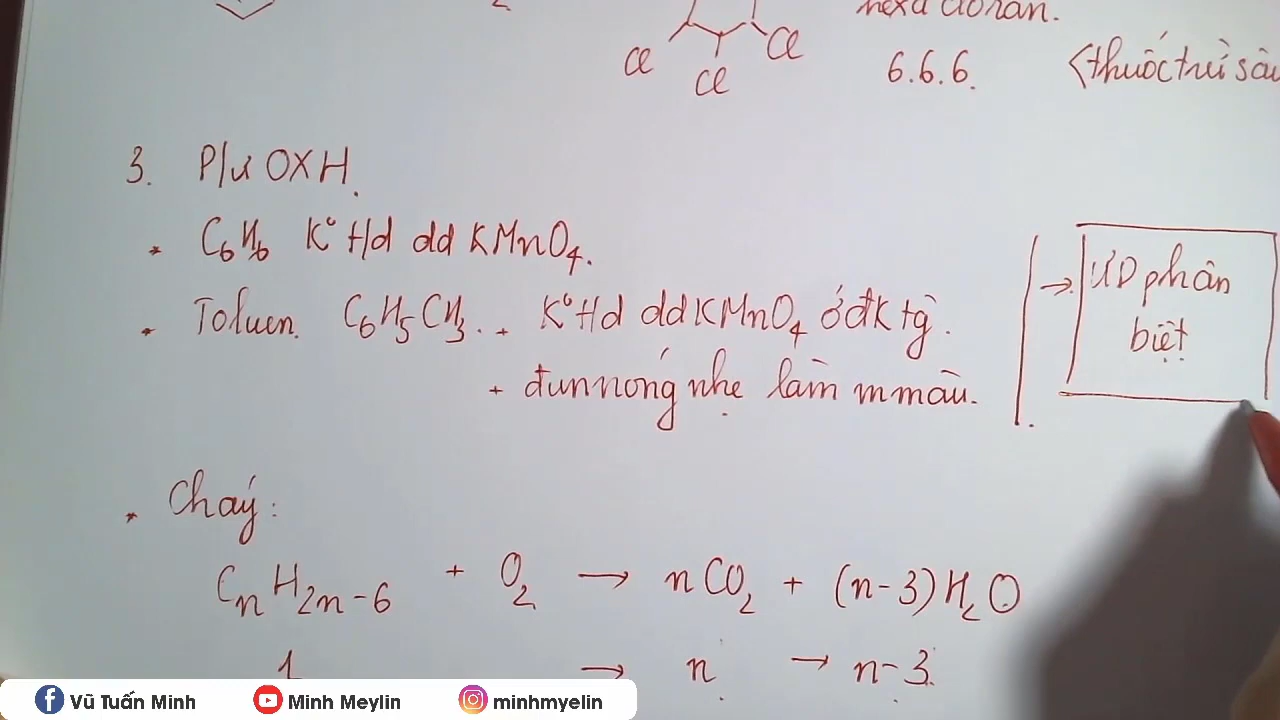 hexa cloran.
Cl Cl Cl 6.6.6. <thuốc trừ sâu
3. P/ư OXH.
* C6H6 K° t/d dd KMnO4.
* Toluen. C6H5CH3. + K° t/d dd KMnO4 ở đk tg.
→ ƯD phân biệt
+ đun nóng nhẹ làm m màu.
* Cháy:
CnH2n-6 + O2 → nCO2 + (n-3)H2O
1 → n → n-3
Vũ Tuấn Minh Minh Meylin minhmyelin